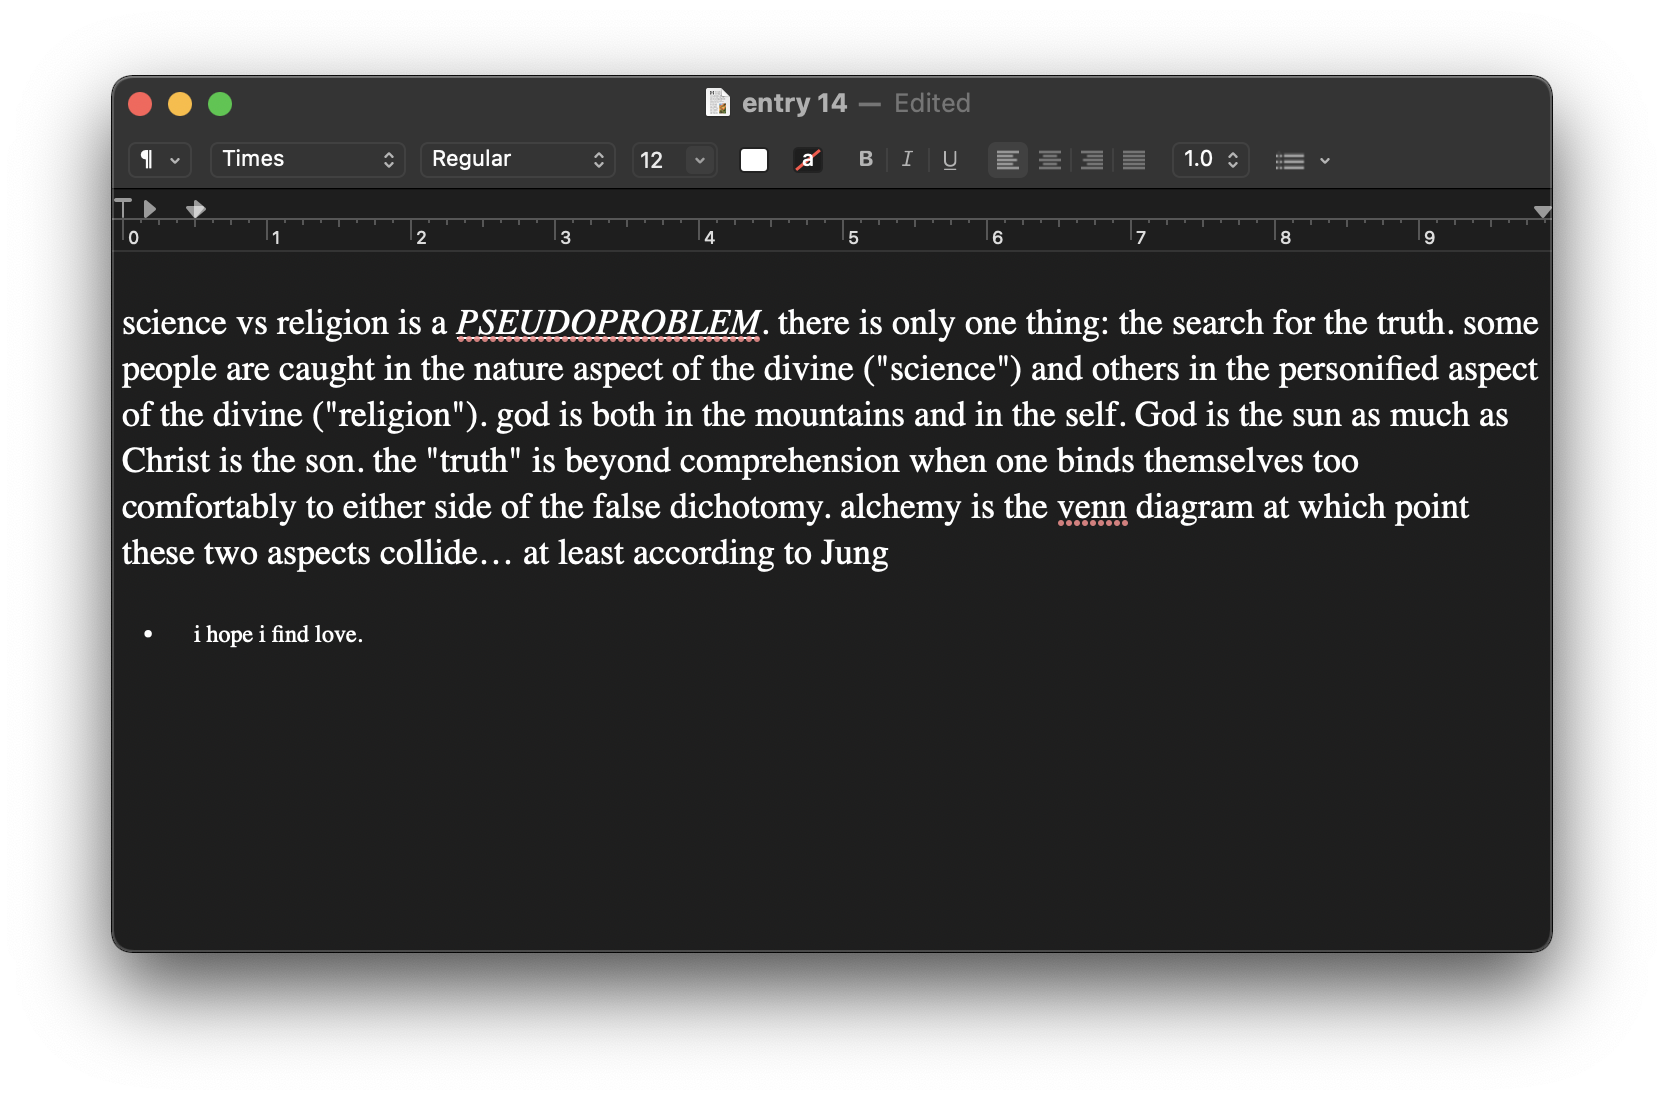 entry 14 — Edited
¶ Times Regular 12 a B I U 1.0
0 1 2 3 4 5 6 7 8 9
science vs religion is a PSEUDOPROBLEM. there is only one thing: the search for the truth. some
people are caught in the nature aspect of the divine ("science") and others in the personified aspect
of the divine ("religion"). god is both in the mountains and in the self. God is the sun as much as
Christ is the son. the "truth" is beyond comprehension when one binds themselves too
comfortably to either side of the false dichotomy. alchemy is the venn diagram at which point
these two aspects collide… at least according to Jung
• i hope i find love.